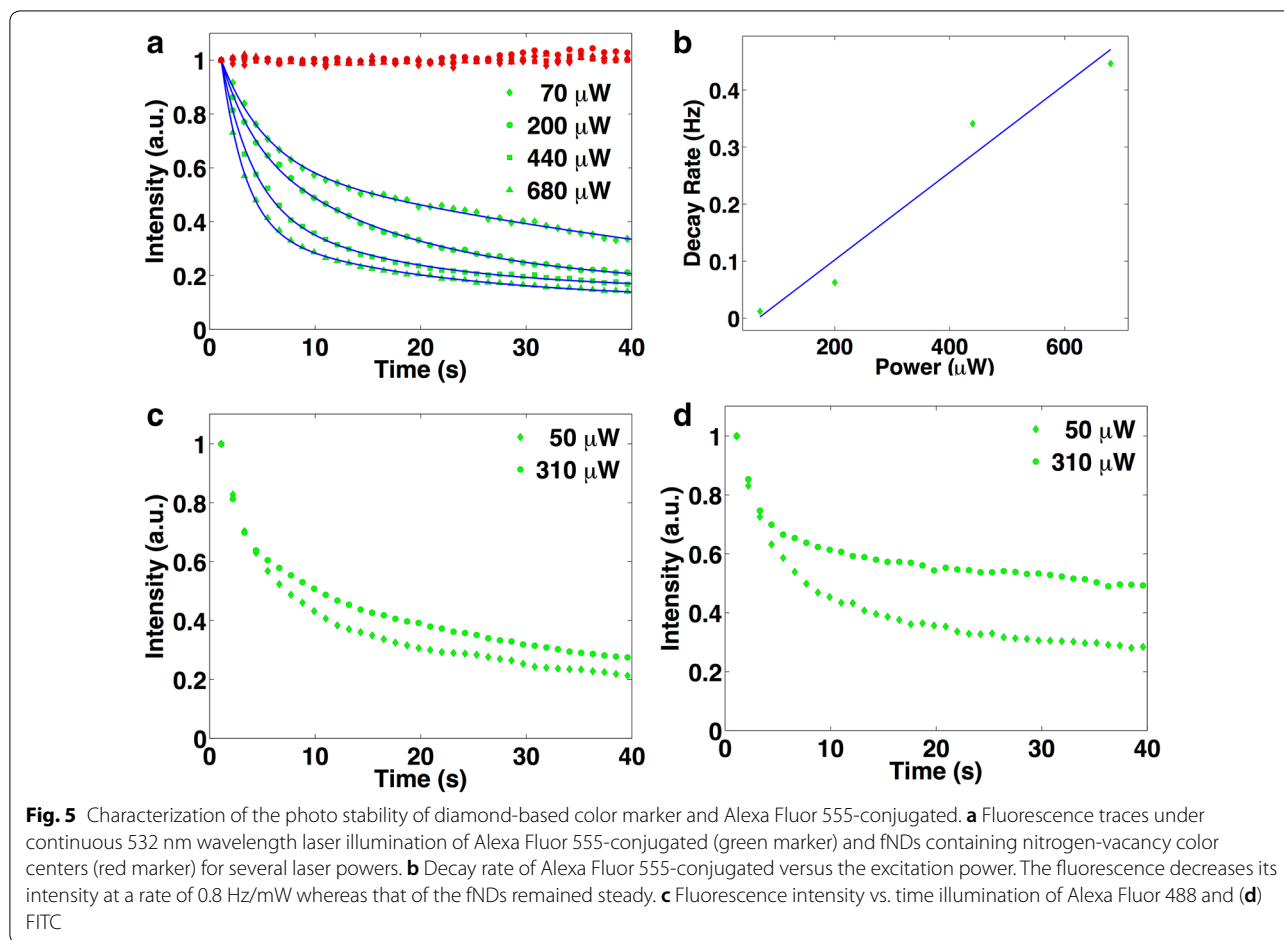 a
Intensity (a.u.)
1
0.8
0.6
0.4
0.2
0
0 10 20 30 40
Time (s)
70 μW
200 μW
440 μW
680 μW
b
Decay Rate (Hz)
0.4
0.3
0.2
0.1
0
200 400 600
Power (μW)
c
Intensity (a.u.)
1
0.8
0.6
0.4
0.2
0
0 10 20 30 40
Time (s)
50 μW
310 μW
d
Intensity (a.u.)
1
0.8
0.6
0.4
0.2
0
0 10 20 30 40
Time (s)
50 μW
310 μW
Fig. 5 Characterization of the photo stability of diamond-based color marker and Alexa Fluor 555-conjugated. a Fluorescence traces under
continuous 532 nm wavelength laser illumination of Alexa Fluor 555-conjugated (green marker) and fNDs containing nitrogen-vacancy color
centers (red marker) for several laser powers. b Decay rate of Alexa Fluor 555-conjugated versus the excitation power. The fluorescence decreases its
intensity at a rate of 0.8 Hz/mW whereas that of the fNDs remained steady. c Fluorescence intensity vs. time illumination of Alexa Fluor 488 and (d)
FITC